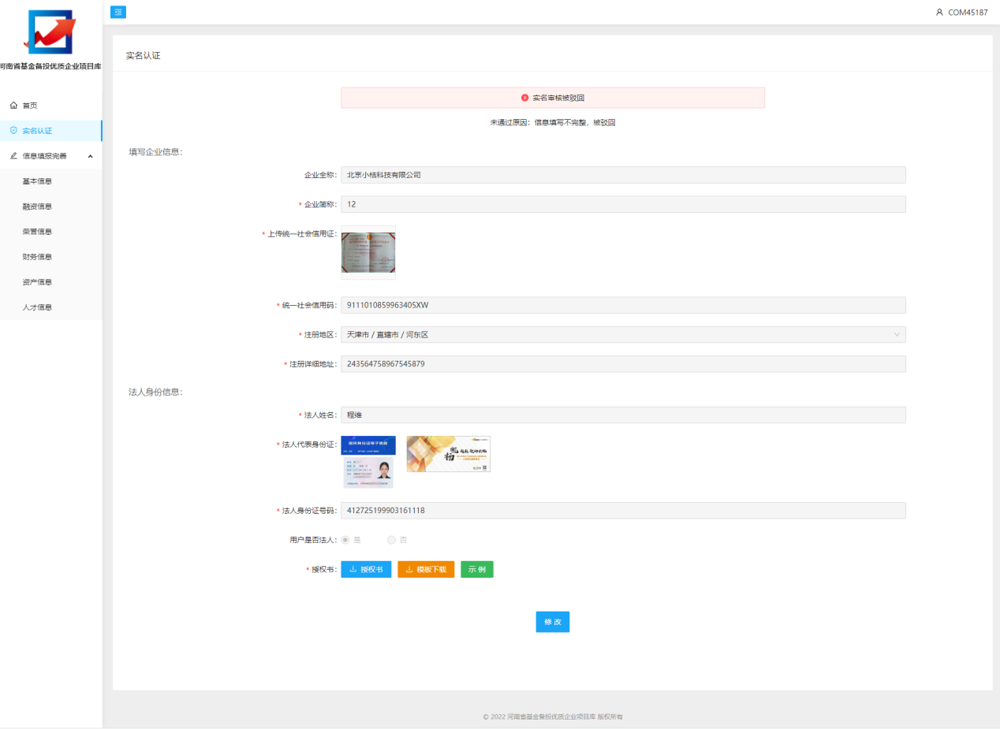 COM45187
河南省基金备投优质企业项目库
首页
实名认证
信息填报完善
基本信息
融资信息
荣誉信息
财务信息
资产信息
人才信息
实名认证
实名审核被驳回
未通过原因：信息填写不完整，被驳回
填写企业信息：
企业全称： 北京小桔科技有限公司
* 企业简称： 12
* 上传统一社会信用证：
* 统一社会信用码： 9111010859963405XW
* 注册地区： 天津市 / 直辖市 / 河东区
* 注册详细地址： 243564758967545879
法人身份信息：
* 法人姓名： 程维
* 法人代表身份证：
居民身份证电子信息
* 法人身份证号码： 412725199903161118
用户是否法人： 是 否
* 授权书： 授权书 模板下载 示 例
修 改
© 2022 河南省基金备投优质企业项目库 版权所有